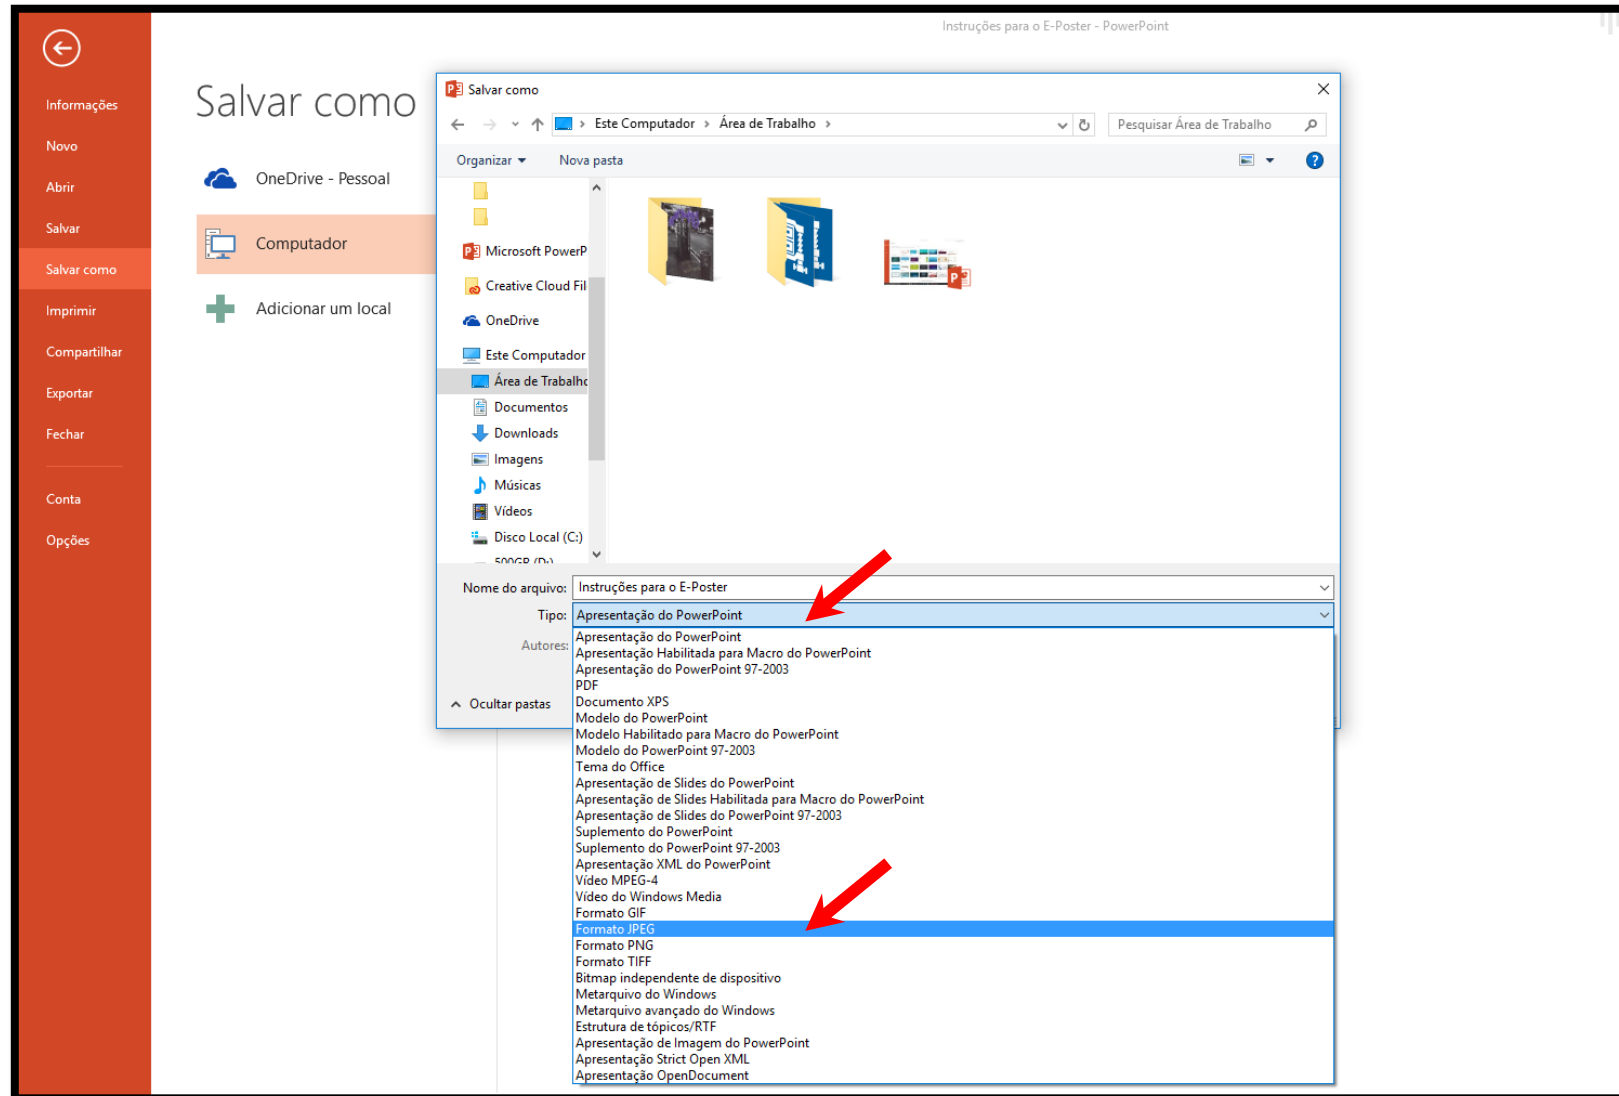 Instruções para o E-Poster - PowerPoint
Informações
Novo
Abrir
Salvar
Salvar como
Imprimir
Compartilhar
Exportar
Fechar
Conta
Opções
Salvar como
OneDrive - Pessoal
Computador
Adicionar um local
Salvar como
Este Computador > Área de Trabalho >
Pesquisar Área de Trabalho
Organizar
Nova pasta
Microsoft PowerP
Creative Cloud Fil
OneDrive
Este Computador
Área de Trabalho
Documentos
Downloads
Imagens
Músicas
Vídeos
Disco Local (C:)
500GB (D:)
Nome do arquivo: Instruções para o E-Poster
Tipo: Apresentação do PowerPoint
Autores:
Ocultar pastas
Apresentação do PowerPoint
Apresentação Habilitada para Macro do PowerPoint
Apresentação do PowerPoint 97-2003
PDF
Documento XPS
Modelo do PowerPoint
Modelo Habilitado para Macro do PowerPoint
Modelo do PowerPoint 97-2003
Tema do Office
Apresentação de Slides do PowerPoint
Apresentação de Slides Habilitada para Macro do PowerPoint
Apresentação de Slides do PowerPoint 97-2003
Suplemento do PowerPoint
Suplemento do PowerPoint 97-2003
Apresentação XML do PowerPoint
Vídeo MPEG-4
Vídeo do Windows Media
Formato GIF
Formato JPEG
Formato PNG
Formato TIFF
Bitmap independente de dispositivo
Metarquivo do Windows
Metarquivo avançado do Windows
Estrutura de tópicos/RTF
Apresentação de Imagem do PowerPoint
Apresentação Strict Open XML
Apresentação OpenDocument